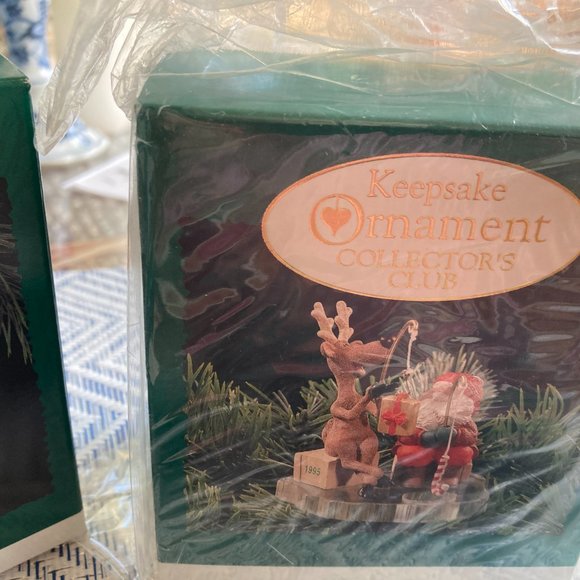 Keepsake
Ornament
COLLECTOR'S
CLUB
1995